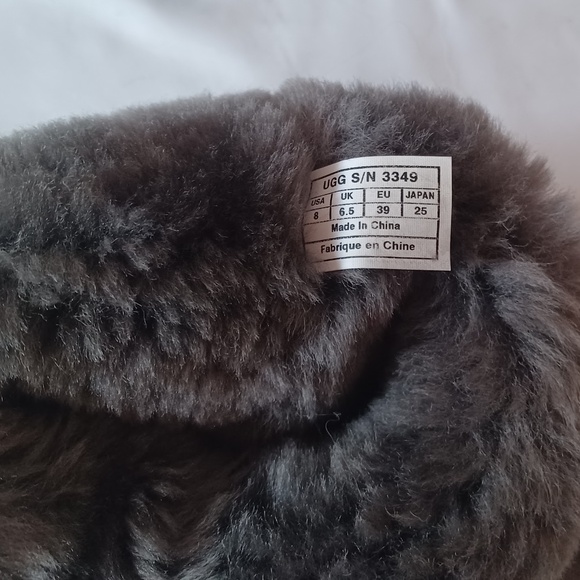 UGG S/N 3349
USA UK EU JAPAN
8 6.5 39 25
Made In China
Fabrique en Chine